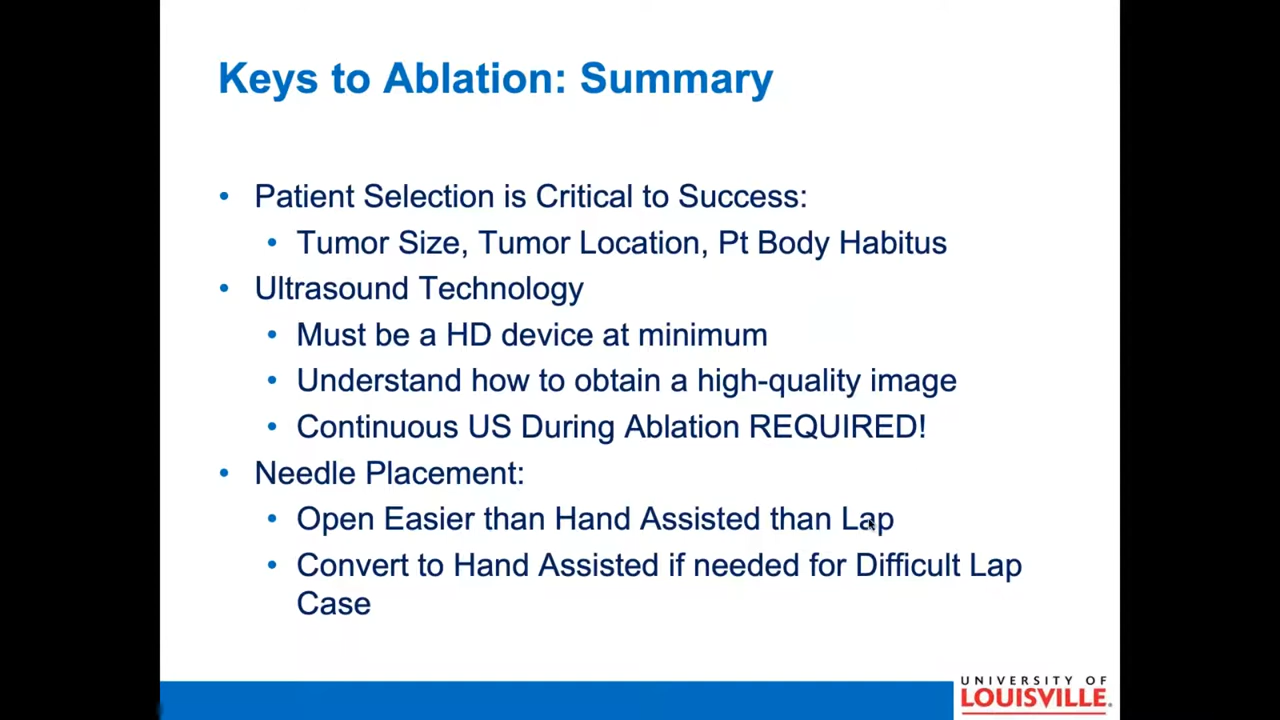 Keys to Ablation: Summary
• Patient Selection is Critical to Success:
• Tumor Size, Tumor Location, Pt Body Habitus
• Ultrasound Technology
• Must be a HD device at minimum
• Understand how to obtain a high-quality image
• Continuous US During Ablation REQUIRED!
• Needle Placement:
• Open Easier than Hand Assisted than Lap
• Convert to Hand Assisted if needed for Difficult Lap
Case
UNIVERSITY OF
LOUISVILLE.